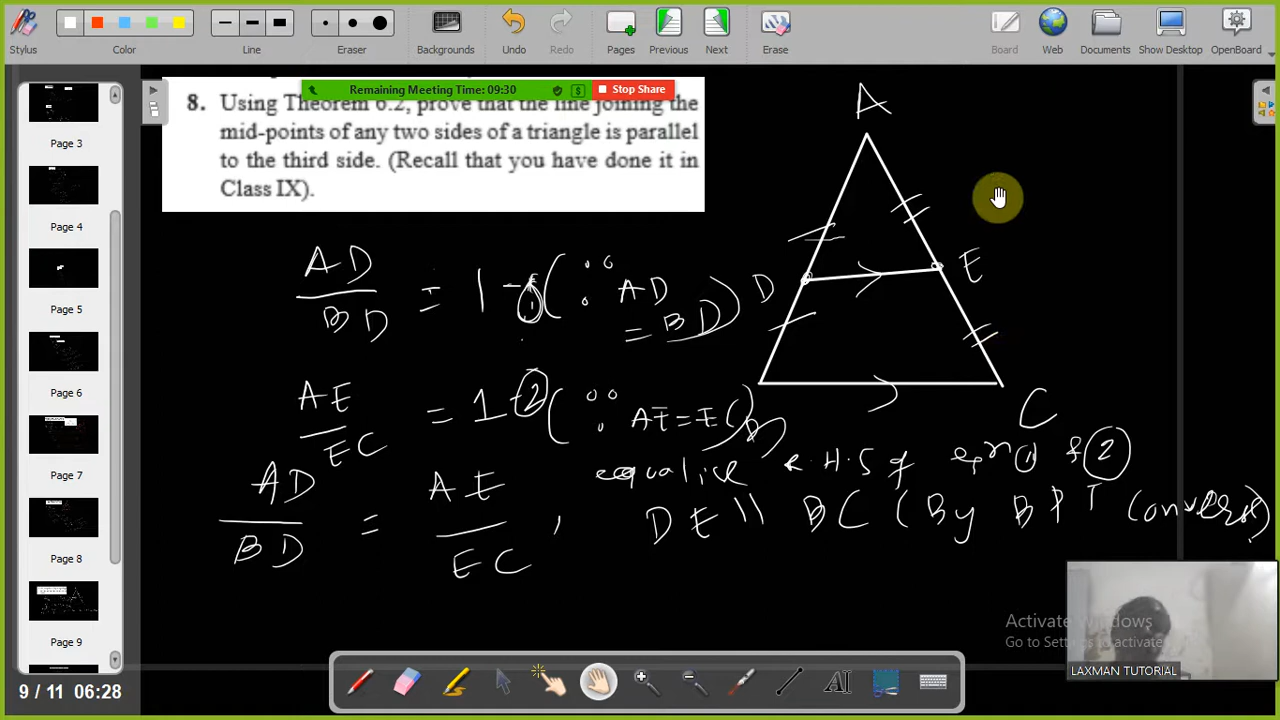 Stylus
Color
Line
Eraser
Backgrounds
Undo
Redo
Pages
Previous
Next
Erase
Board
Web
Documents
Show Desktop
OpenBoard
Remaining Meeting Time: 09:30
Stop Share
8. Using Theorem 6.2, prove that the line joining the
mid-points of any two sides of a triangle is parallel
to the third side. (Recall that you have done it in
Class IX).
Page 3
Page 4
Page 5
Page 6
Page 7
Page 8
Page 9
A
D
E
C
AD/BD = 1 - ① (∵ AD
= BD)
AE/EC = 1 - ② (∵ AE = EC)
equalise R.H.S of eqn ① & ②
AD/BD = AE/EC , DE || BC (By BPT
Activate Windows
Go to Settings to activate
LAXMAN TUTORIAL
9 / 11 06:28